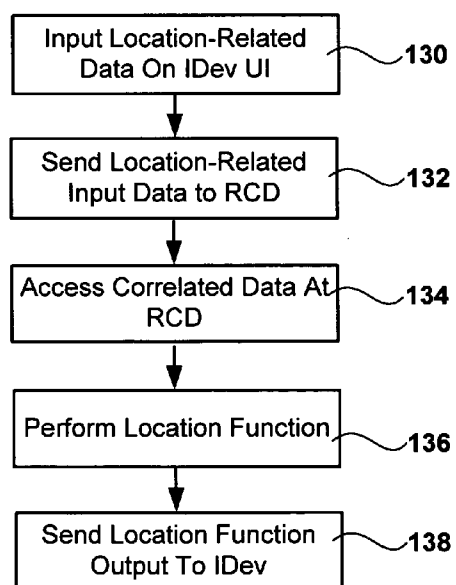 Input Location-Related
Data On IDev UI
130
Send Location-Related
Input Data to RCD
132
Access Correlated Data At
RCD
134
Perform Location Function
136
Send Location Function
Output To IDev
138